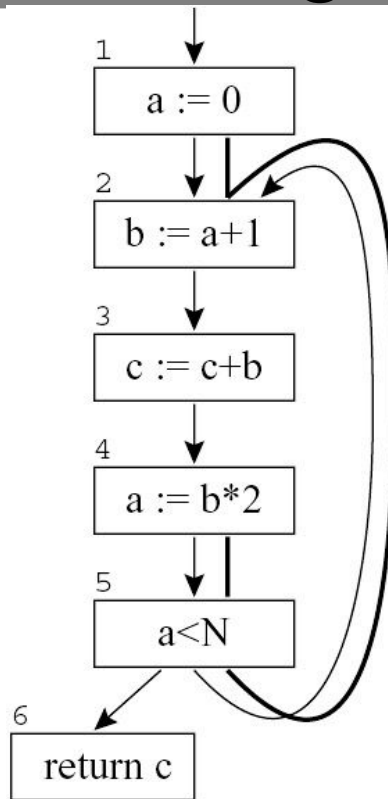 1
a := 0
2
b := a+1
3
c := c+b
4
a := b*2
5
a<N
6
return c